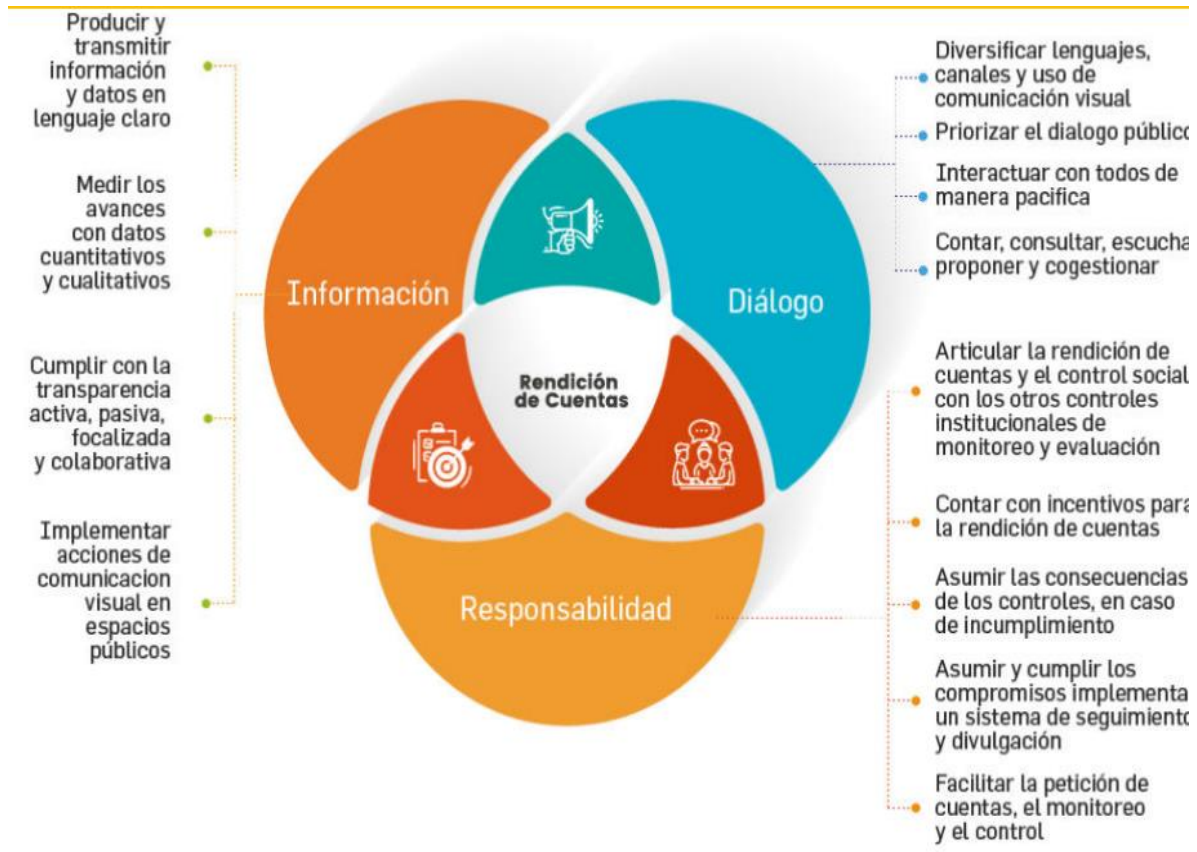 Producir y
transmitir
información
y datos en
lenguaje claro
Medir los
avances
con datos
cuantitativos
y cualitativos
Cumplir con la
transparencia
activa, pasiva,
focalizada
y colaborativa
Implementar
acciones de
comunicacion
visual en
espacios
públicos
Información
Diálogo
Rendición
de Cuentas
Responsabilidad
Diversificar lenguajes,
canales y uso de
comunicación visual
Priorizar el dialogo público
Interactuar con todos de
manera pacifica
Contar, consultar, escucha
proponer y cogestionar
Articular la rendición de
cuentas y el control social
con los otros controles
institucionales de
monitoreo y evaluación
Contar con incentivos para
la rendición de cuentas
Asumir las consecuencias
de los controles, en caso
de incumplimiento
Asumir y cumplir los
compromisos implementa
un sistema de seguimiento
y divulgación
Facilitar la petición de
cuentas, el monitoreo
y el control